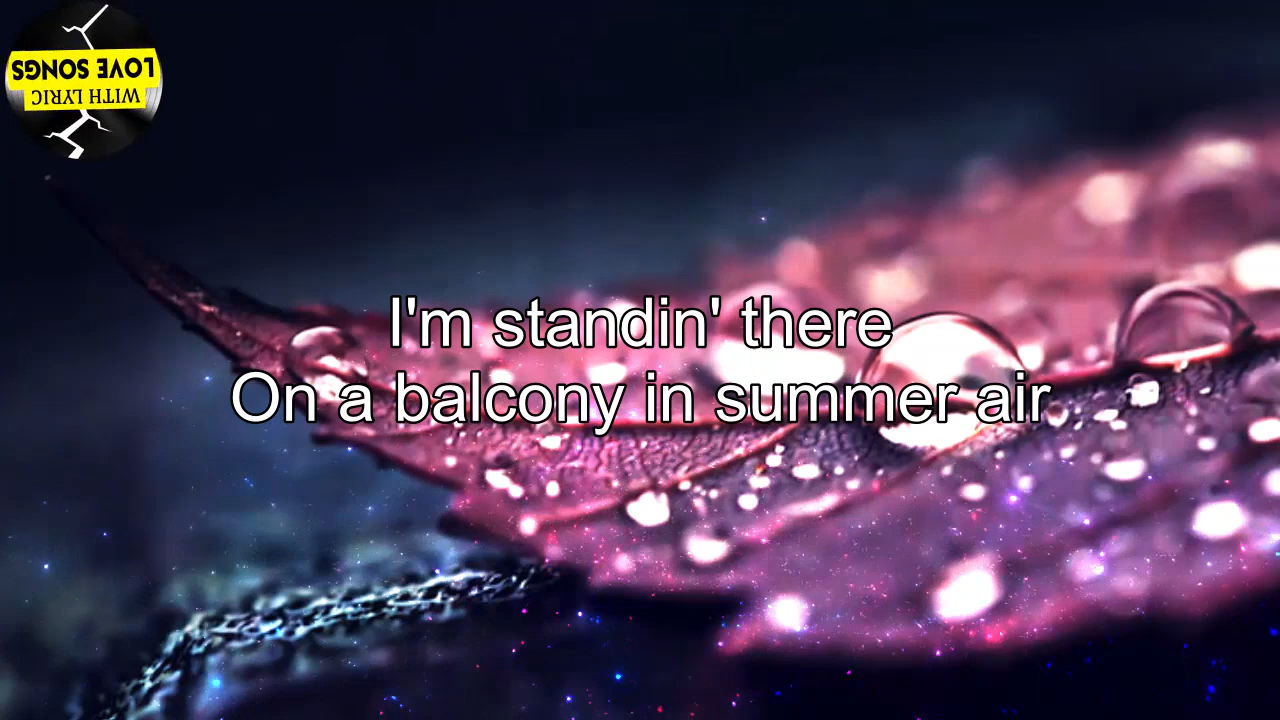 LOVE SONGS
WITH LYRIC
I'm standin' there
On a balcony in summer air